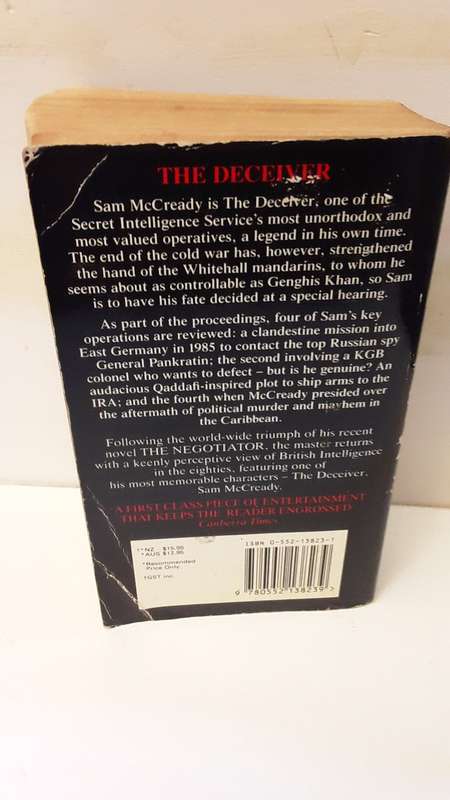 THE DECEIVER
Sam McCready is The Deceiver, one of the
Secret Intelligence Service's most unorthodox and
most valued operatives, a legend in his own time.
The end of the cold war has, however, strengthened
the hand of the Whitehall mandarins, to whom he
seems about as controllable as Genghis Khan, so Sam
is to have his fate decided at a special hearing.
As part of the proceedings, four of Sam's key
operations are reviewed: a clandestine mission into
East Germany in 1985 to contact the top Russian spy
General Pankratin; the second involving a KGB
colonel who wants to defect – but is he genuine? An
audacious Qaddafi-inspired plot to ship arms to the
IRA; and the fourth when McCready presided over
the aftermath of political murder and mayhem in
the Caribbean.
Following the world-wide triumph of his recent
novel THE NEGOTIATOR, the master returns
with a keenly perceptive view of British Intelligence
in the eighties, featuring one of
his most memorable characters – The Deceiver,
Sam McCready.
A FIRST CLASS PIECE OF ENTERTAINMENT
THAT KEEPS THE READER ENGROSSED
Canberra Times
NZ $15.95
*AUS $12.95
*Recommended
Price Only
†GST inc.
ISBN 0-552-13823-1
9 780552 138239 >